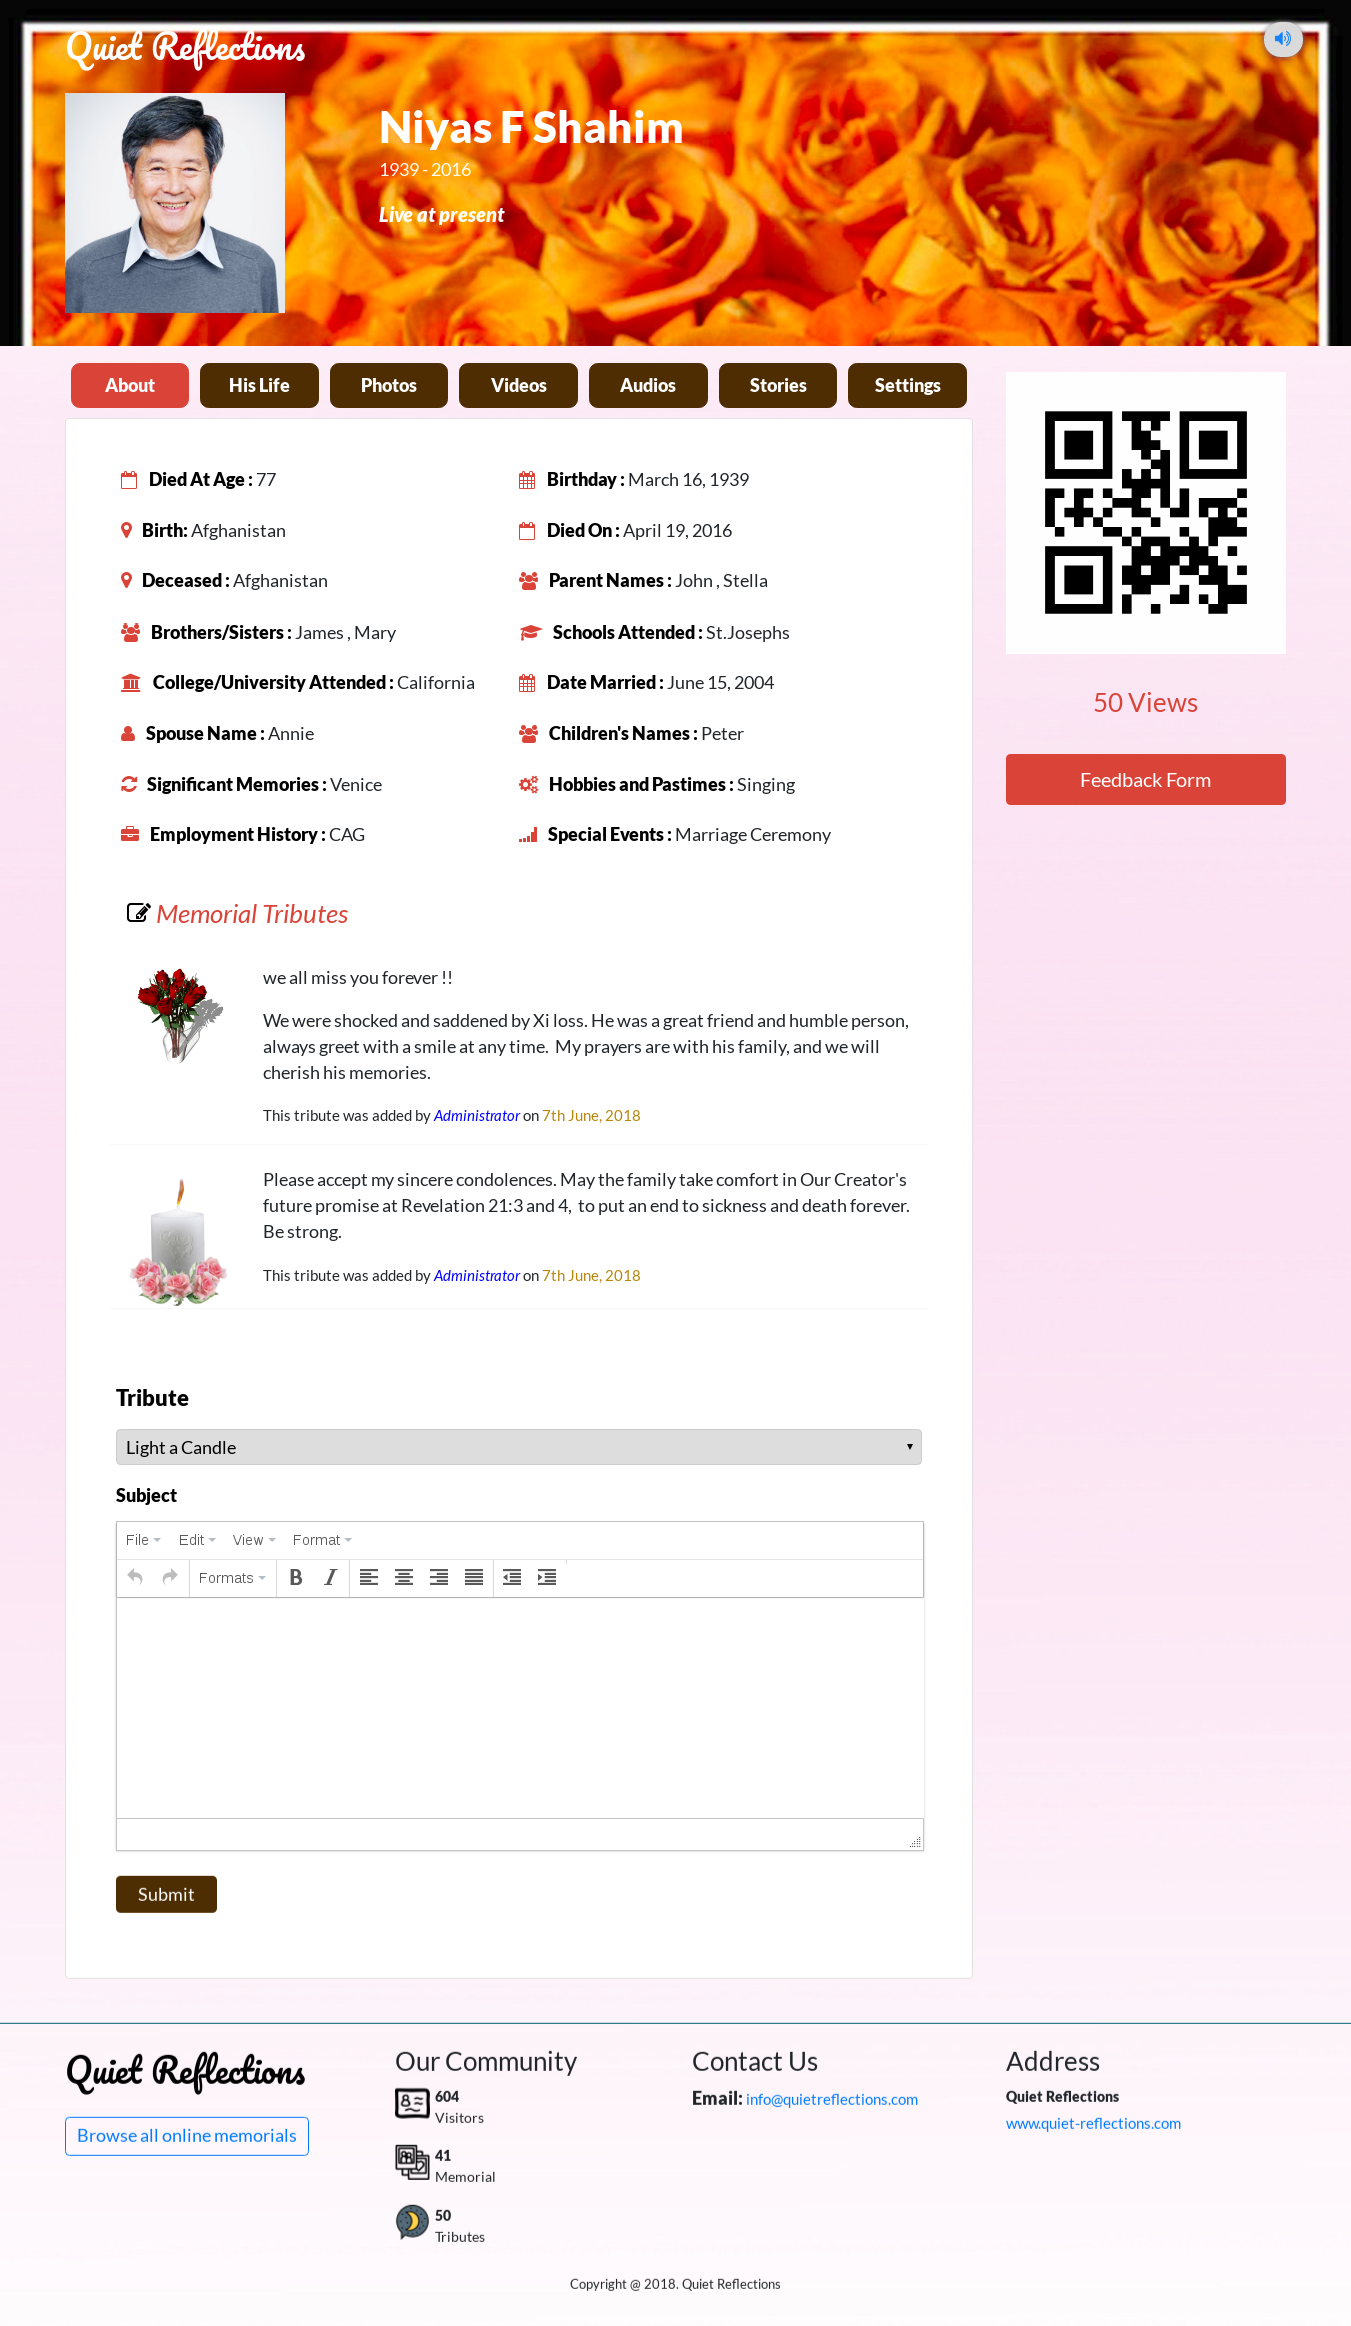 Quiet Reflections
Niyas F Shahim
1939 - 2016
Live at present
About
His Life
Photos
Videos
Audios
Stories
Settings
Died At Age : 77
Birthday : March 16, 1939
Birth: Afghanistan
Died On : April 19, 2016
Deceased : Afghanistan
Parent Names : John , Stella
Brothers/Sisters : James , Mary
Schools Attended : St.Josephs
College/University Attended : California
Date Married : June 15, 2004
Spouse Name : Annie
Children's Names : Peter
Significant Memories : Venice
Hobbies and Pastimes : Singing
Employment History : CAG
Special Events : Marriage Ceremony
50 Views
Feedback Form
Memorial Tributes
we all miss you forever !!
We were shocked and saddened by Xi loss. He was a great friend and humble person,
always greet with a smile at any time.  My prayers are with his family, and we will
cherish his memories.
This tribute was added by Administrator on 7th June, 2018
Please accept my sincere condolences. May the family take comfort in Our Creator's
future promise at Revelation 21:3 and 4,  to put an end to sickness and death forever.
Be strong.
This tribute was added by Administrator on 7th June, 2018
Tribute
Light a Candle
Subject
File Edit View Format
Formats B I
Submit
Quiet Reflections
Browse all online memorials
Our Community
604
Visitors
41
Memorial
50
Tributes
Contact Us
Email: info@quietreflections.com
Address
Quiet Reflections
www.quiet-reflections.com
Copyright @ 2018. Quiet Reflections